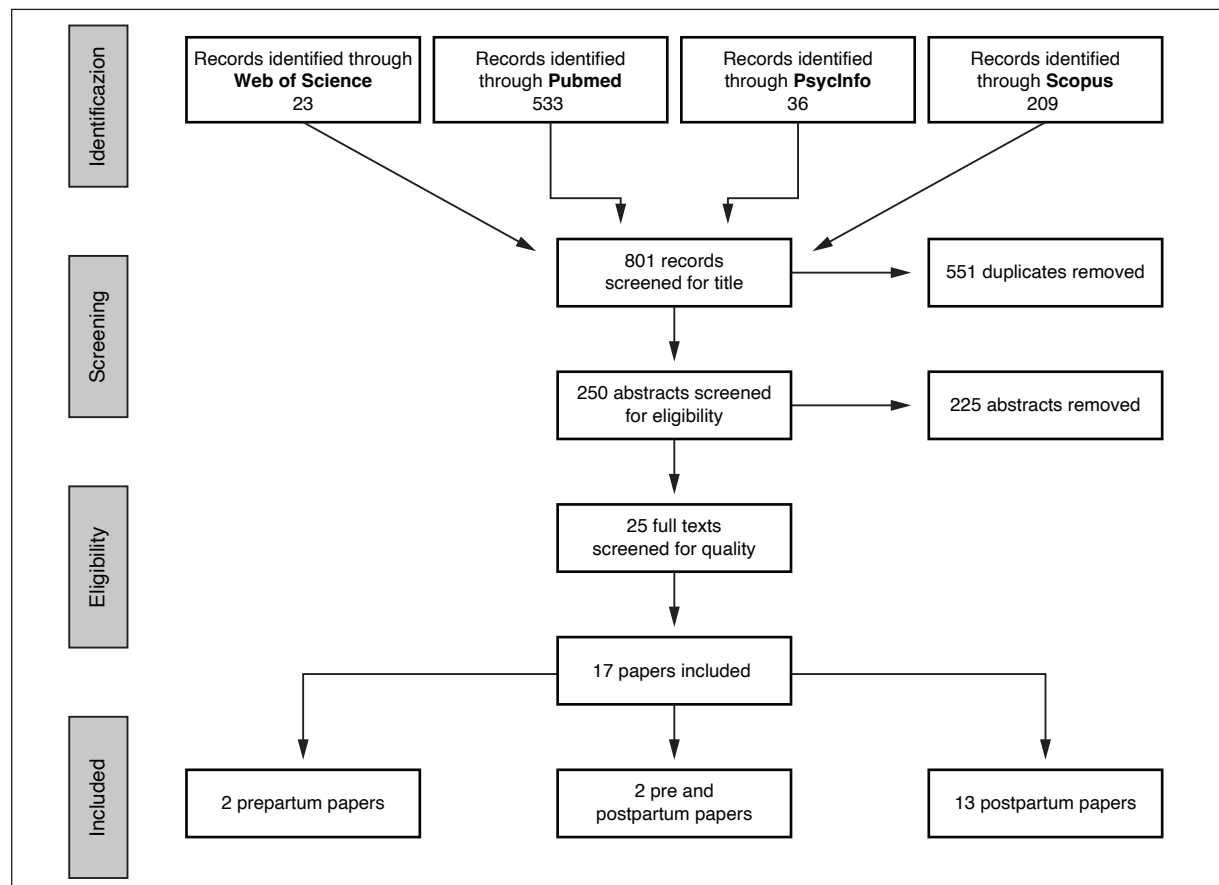 Identificazion
Records identified through
Web of Science
23
Records identified
through Pubmed
533
Records identified
through PsycInfo
36
Records identified
through Scopus
209
Screening
801 records
screened for title
551 duplicates removed
250 abstracts screened
for eligibility
225 abstracts removed
Eligibility
25 full texts
screened for quality
17 papers included
Included
2 prepartum papers
2 pre and
postpartum papers
13 postpartum papers